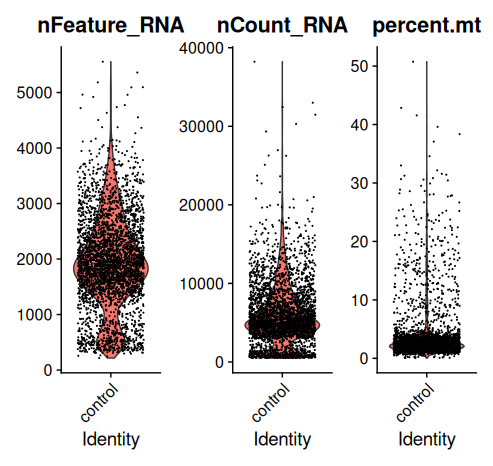 nFeature_RNA
5000
4000
3000
2000
1000
0
control
Identity
nCount_RNA
40000
30000
20000
10000
0
control
Identity
percent.mt
50
40
30
20
10
0
control
Identity